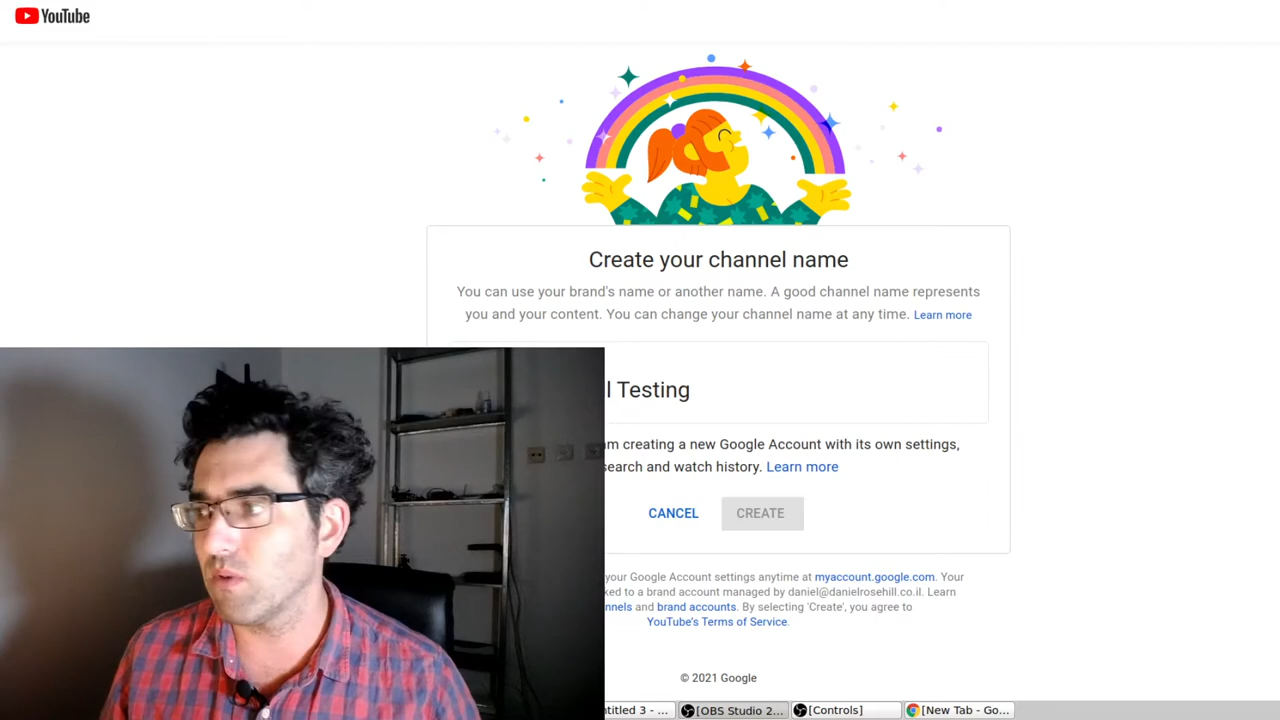 YouTube
Create your channel name
You can use your brand's name or another name. A good channel name represents
you and your content. You can change your channel name at any time. Learn more
l Testing
m creating a new Google Account with its own settings,
search and watch history. Learn more
CANCEL
CREATE
your Google Account settings anytime at myaccount.google.com. Your
ked to a brand account managed by daniel@danielrosehill.co.il. Learn
nnels and brand accounts. By selecting 'Create', you agree to
YouTube's Terms of Service.
© 2021 Google
ntitled 3 - ...
[OBS Studio 2...
[Controls]
[New Tab - Go...